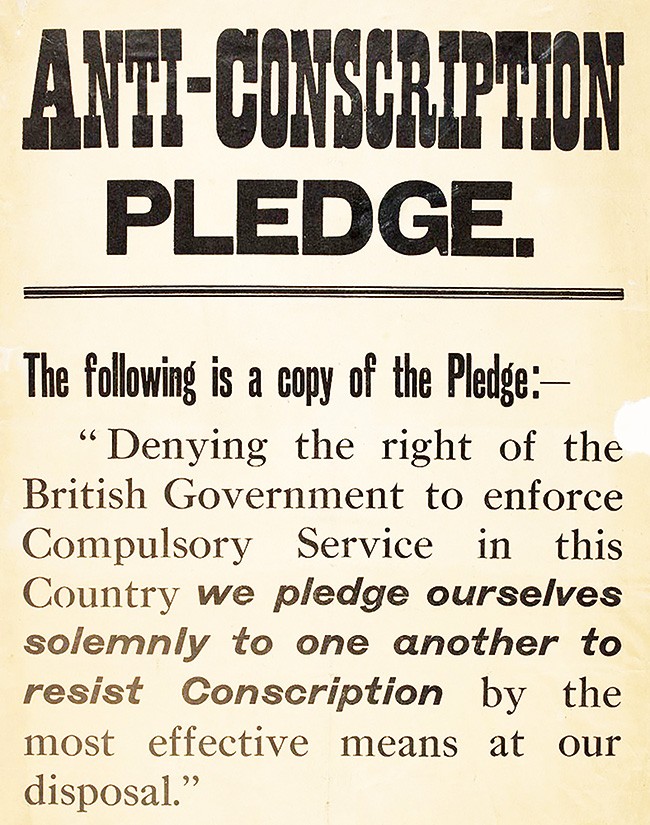 ANTI-CONSCRIPTION
PLEDGE.
The following is a copy of the Pledge:—
“Denying the right of the
British Government to enforce
Compulsory Service in this
Country we pledge ourselves
solemnly to one another to
resist Conscription by the
most effective means at our
disposal.”